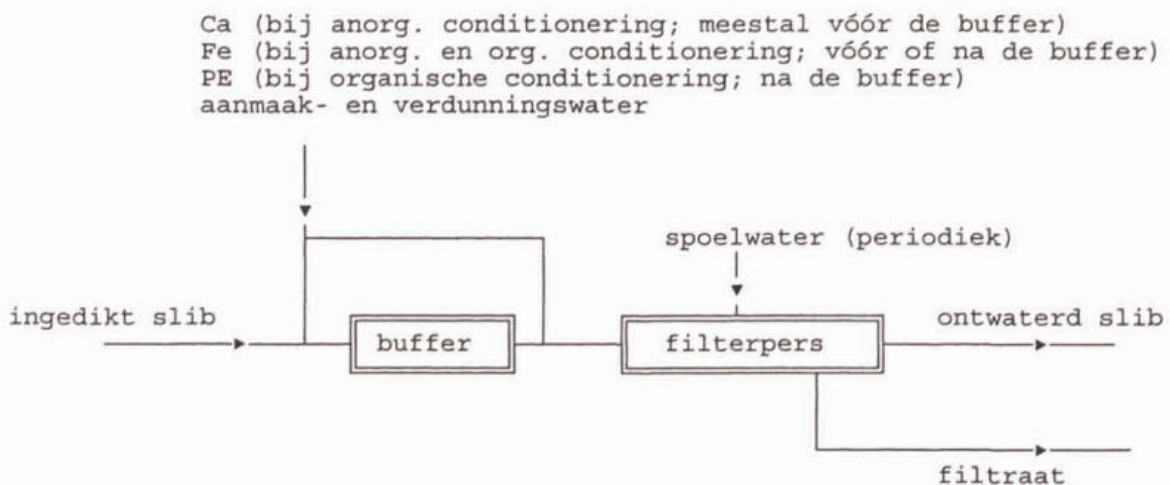 Ca (bij anorg. conditionering; meestal vóór de buffer)
Fe (bij anorg. en org. conditionering; vóór of na de buffer)
PE (bij organische conditionering; na de buffer)
aanmaak- en verdunningswater
spoelwater (periodiek)
ingedikt slib
buffer
filterpers
ontwaterd slib
filtraat